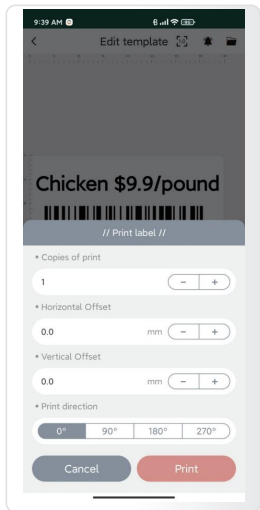 9:39 AM
Edit template
Chicken $9.9/pound
// Print label //
• Copies of print
1 - +
• Horizontal Offset
0.0 mm - +
• Vertical Offset
0.0 mm - +
• Print direction
0° 90° 180° 270°
Cancel Print